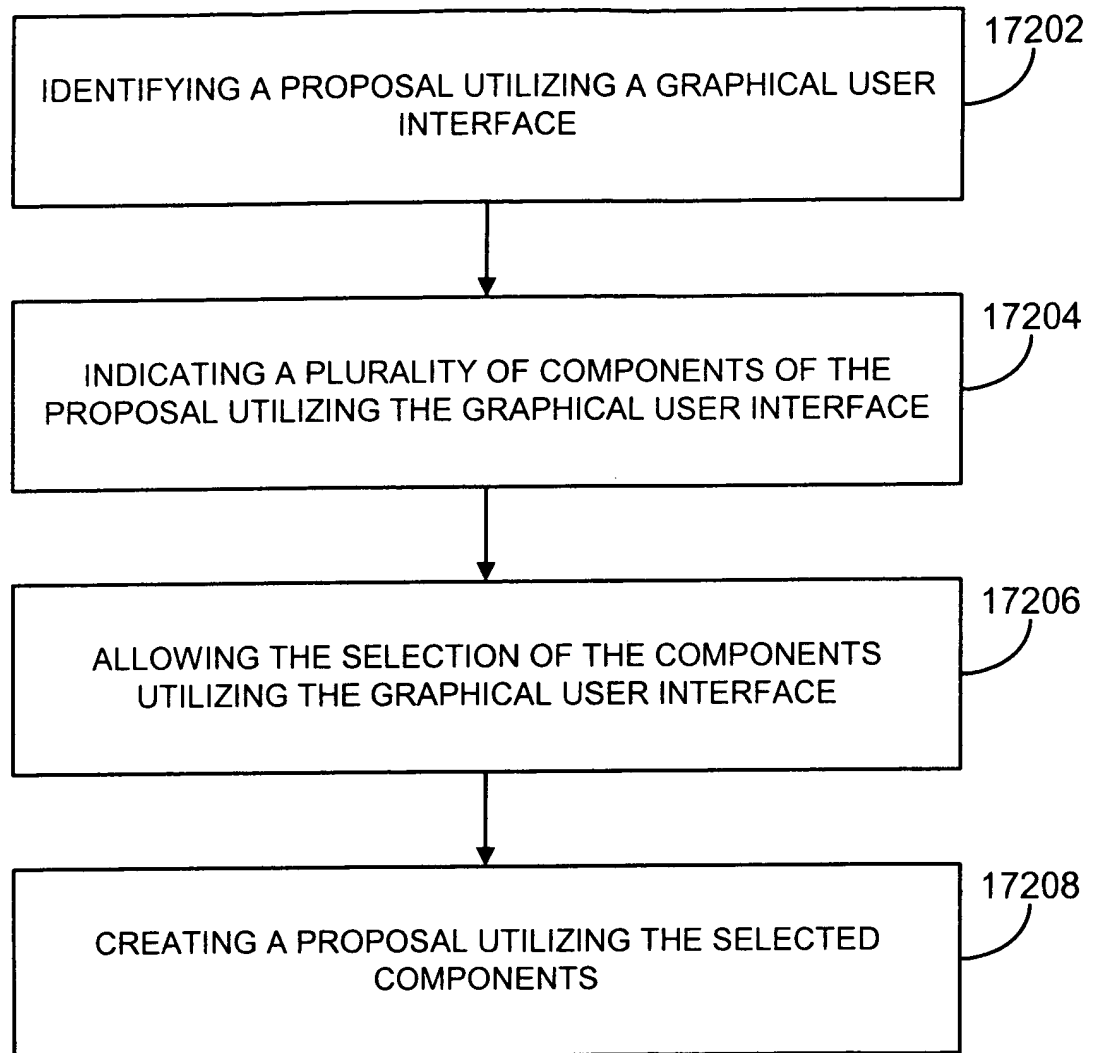 17202
IDENTIFYING A PROPOSAL UTILIZING A GRAPHICAL USER
INTERFACE
17204
INDICATING A PLURALITY OF COMPONENTS OF THE
PROPOSAL UTILIZING THE GRAPHICAL USER INTERFACE
17206
ALLOWING THE SELECTION OF THE COMPONENTS
UTILIZING THE GRAPHICAL USER INTERFACE
17208
CREATING A PROPOSAL UTILIZING THE SELECTED
COMPONENTS